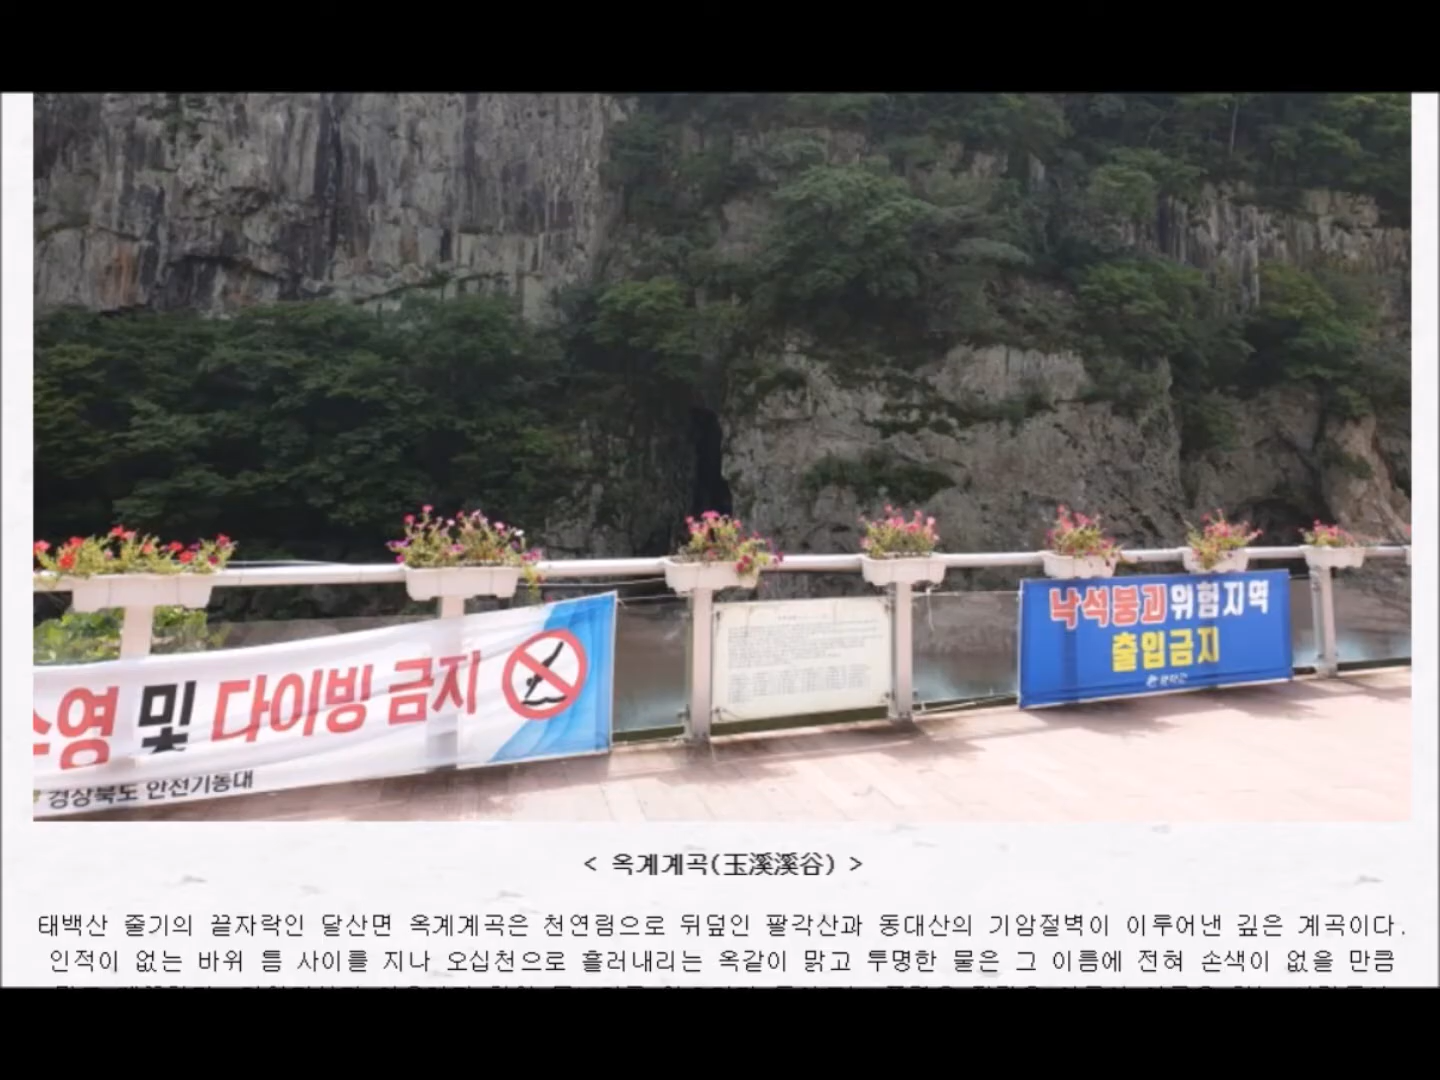 낙석붕괴위험지역
출입금지
수영 및 다이빙 금지
경상북도 안전기동대
< 옥계계곡(玉溪溪谷) >
태백산 줄기의 끝자락인 달산면 옥계계곡은 천연림으로 뒤덮인 팔각산과 동대산의 기암절벽이 이루어낸 깊은 계곡이다.
인적이 없는 바위 틈 사이를 지나 오십천으로 흘러내리는 옥같이 맑고 투명한 물은 그 이름에 전혀 손색이 없을 만큼